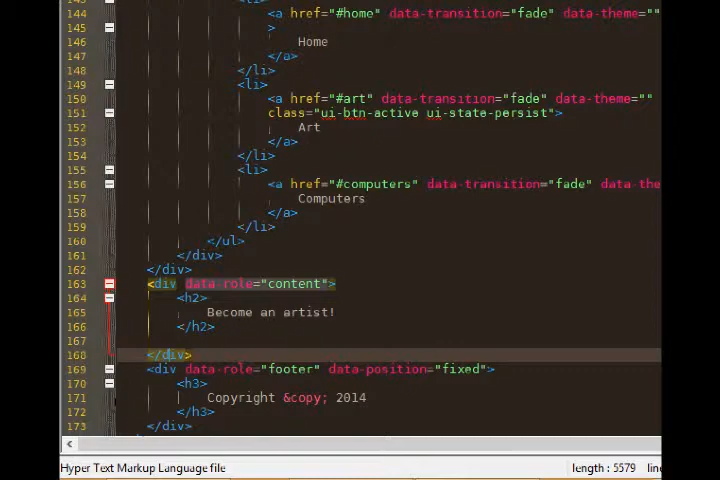 143 <li>
144 <a href="#home" data-transition="fade" data-theme=""
145 >
146 Home
147 </a>
148 </li>
149 <li>
150 <a href="#art" data-transition="fade" data-theme=""
151 class="ui-btn-active ui-state-persist">
152 Art
153 </a>
154 </li>
155 <li>
156 <a href="#computers" data-transition="fade" data-the
157 Computers
158 </a>
159 </li>
160 </ul>
161 </div>
162 </div>
163 <div data-role="content">
164 <h2>
165 Become an artist!
166 </h2>
167
168 </div>
169 <div data-role="footer" data-position="fixed">
170 <h3>
171 Copyright &copy; 2014
172 </h3>
173 </div>
Hyper Text Markup Language file length : 5579 line